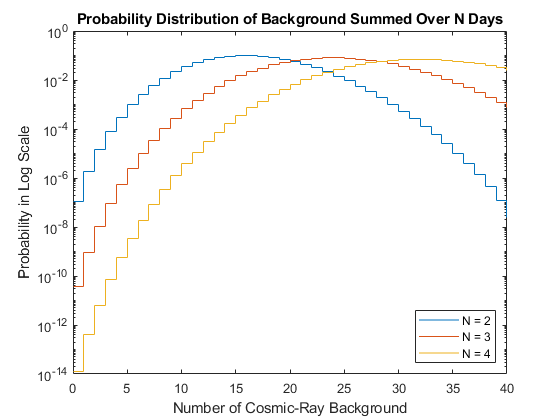 Probability Distribution of Background Summed Over N Days
Probability in Log Scale
10^0
10^-2
10^-4
10^-6
10^-8
10^-10
10^-12
10^-14
0 5 10 15 20 25 30 35 40
Number of Cosmic-Ray Background
N = 2
N = 3
N = 4